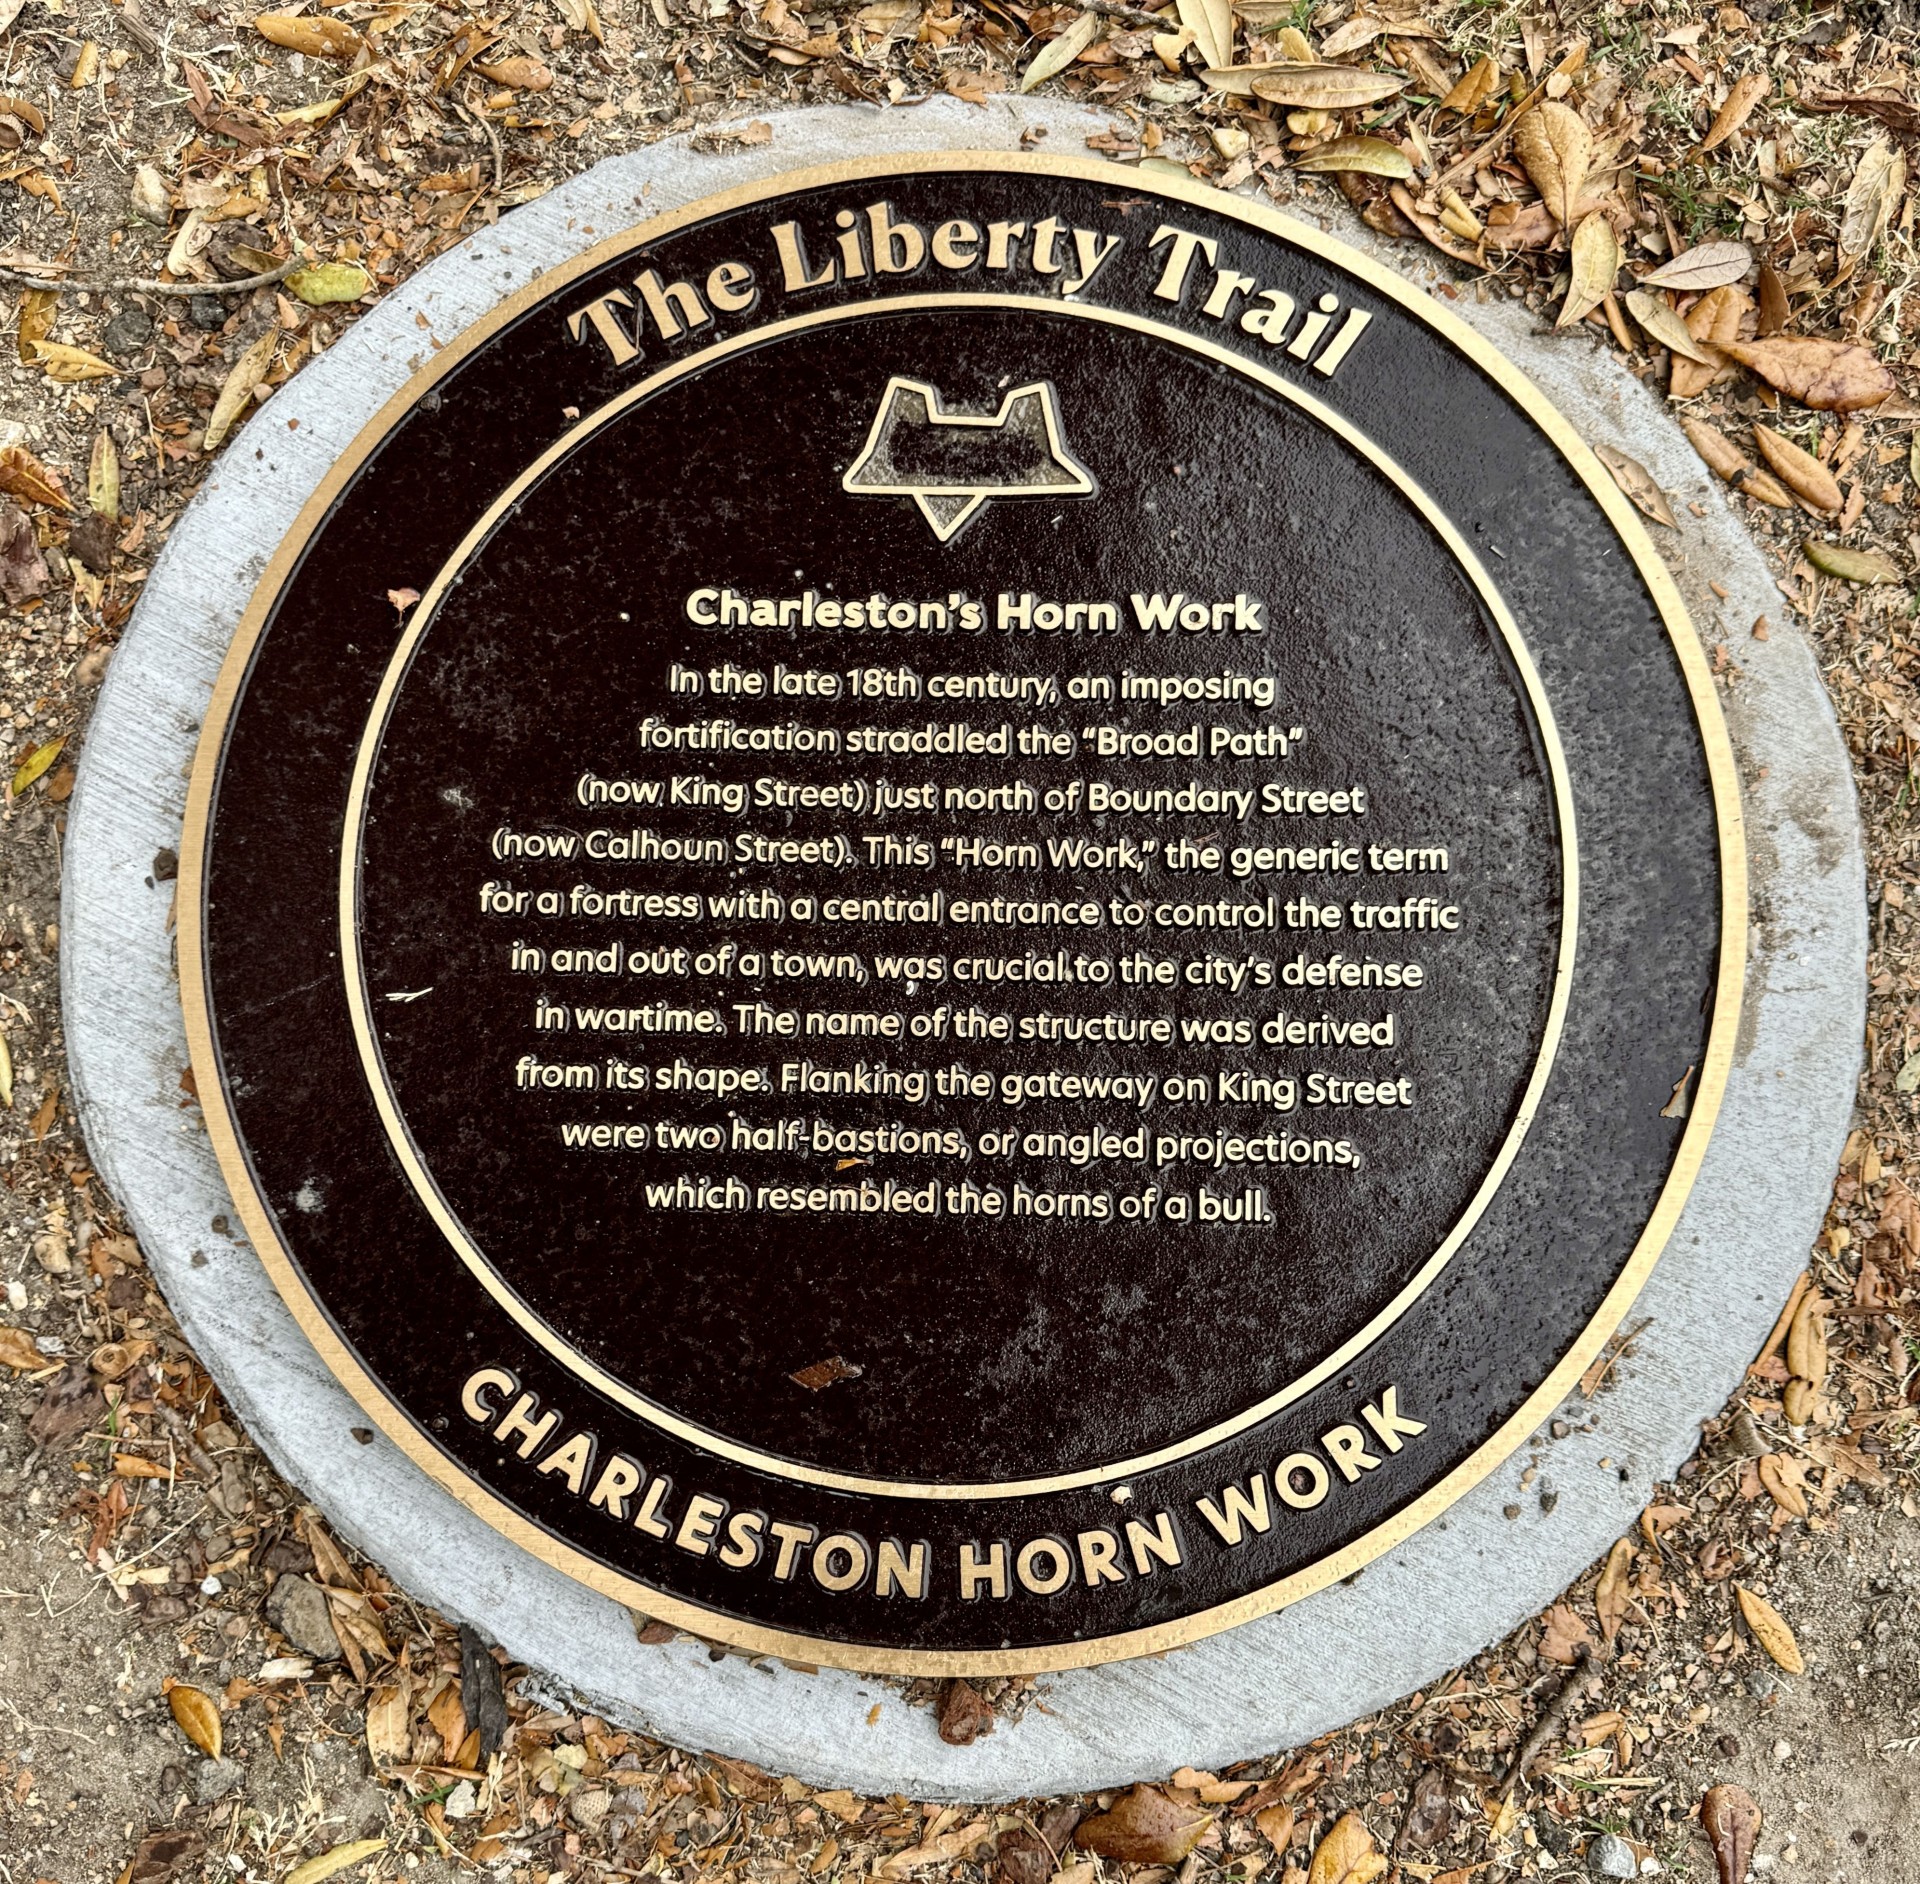 The Liberty Trail
Charleston's Horn Work
In the late 18th century, an imposing
fortification straddled the “Broad Path”
(now King Street) just north of Boundary Street
(now Calhoun Street). This “Horn Work,” the generic term
for a fortress with a central entrance to control the traffic
in and out of a town, was crucial to the city's defense
in wartime. The name of the structure was derived
from its shape. Flanking the gateway on King Street
were two half-bastions, or angled projections,
which resembled the horns of a bull.
CHARLESTON HORN WORK